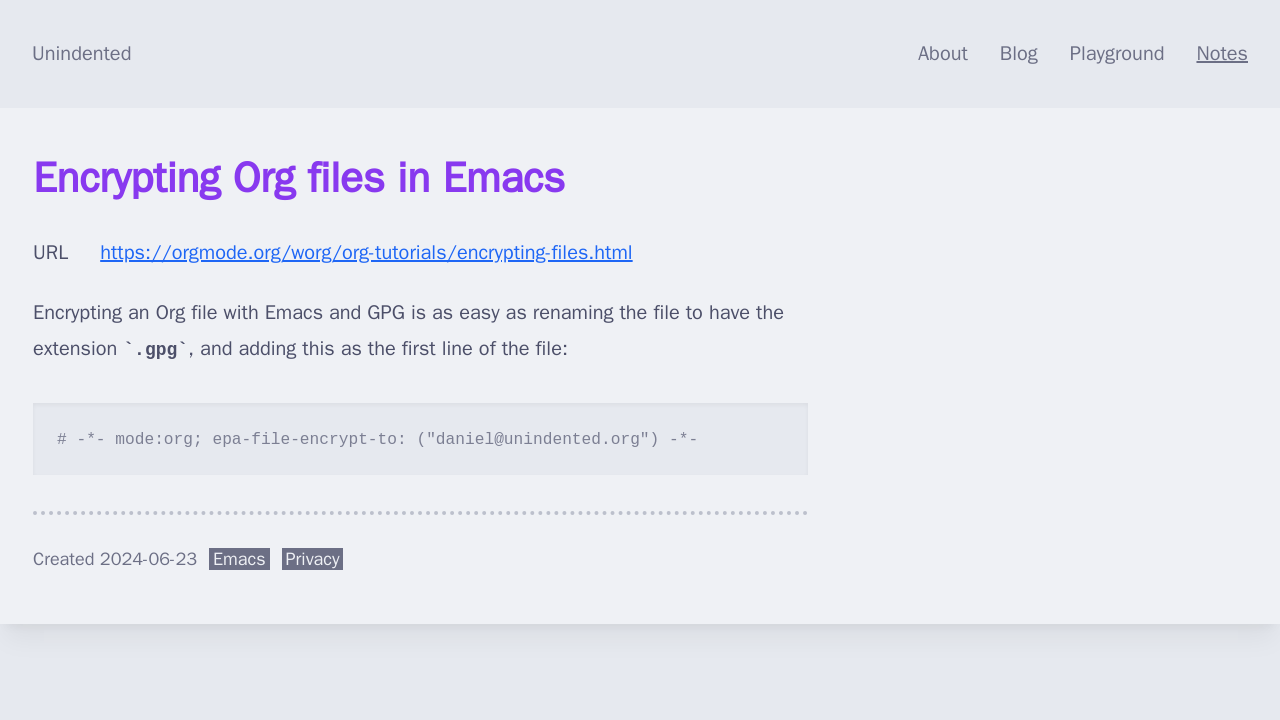 Unindented
About Blog Playground Notes
Encrypting Org files in Emacs
URL https://orgmode.org/worg/org-tutorials/encrypting-files.html
Encrypting an Org file with Emacs and GPG is as easy as renaming the file to have the
extension `.gpg`, and adding this as the first line of the file:
# -*- mode:org; epa-file-encrypt-to: ("daniel@unindented.org") -*-
Created 2024-06-23 Emacs Privacy